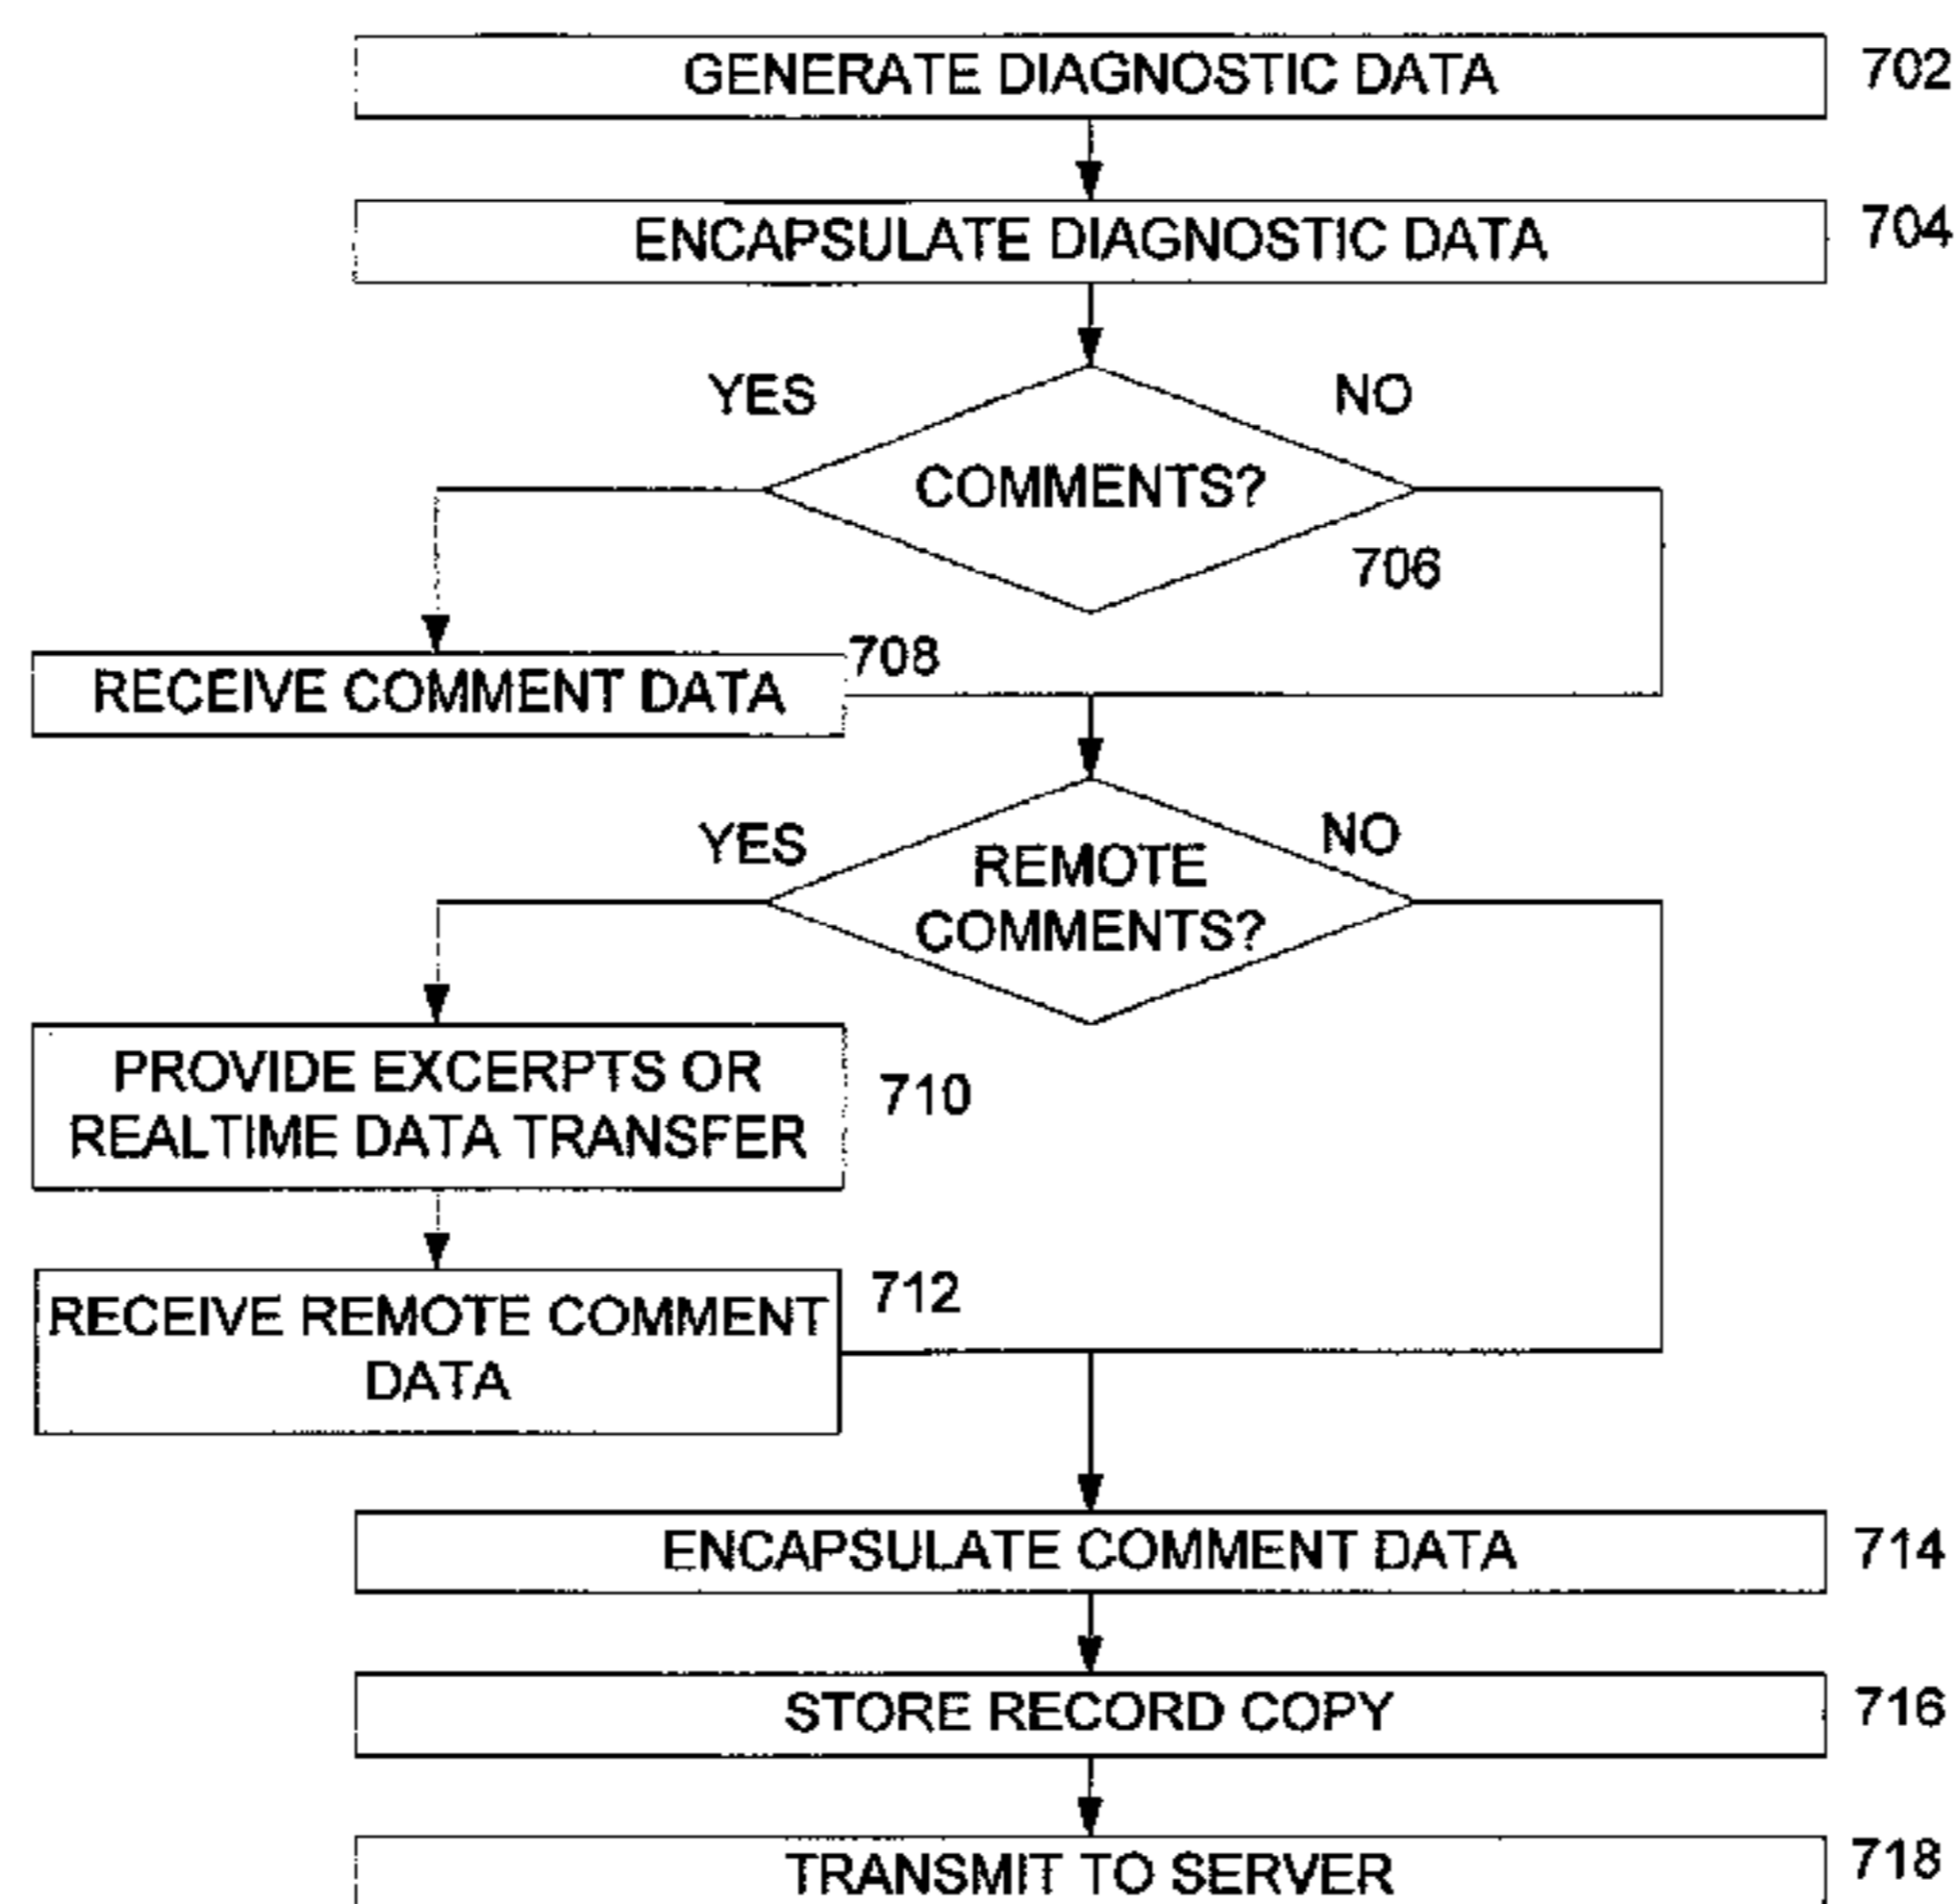 GENERATE DIAGNOSTIC DATA 702
ENCAPSULATE DIAGNOSTIC DATA 704
YES
NO
COMMENTS?
706
RECEIVE COMMENT DATA
708
YES
NO
REMOTE
COMMENTS?
PROVIDE EXCERPTS OR
REALTIME DATA TRANSFER
710
RECEIVE REMOTE COMMENT
DATA
712
ENCAPSULATE COMMENT DATA 714
STORE RECORD COPY 716
TRANSMIT TO SERVER 718